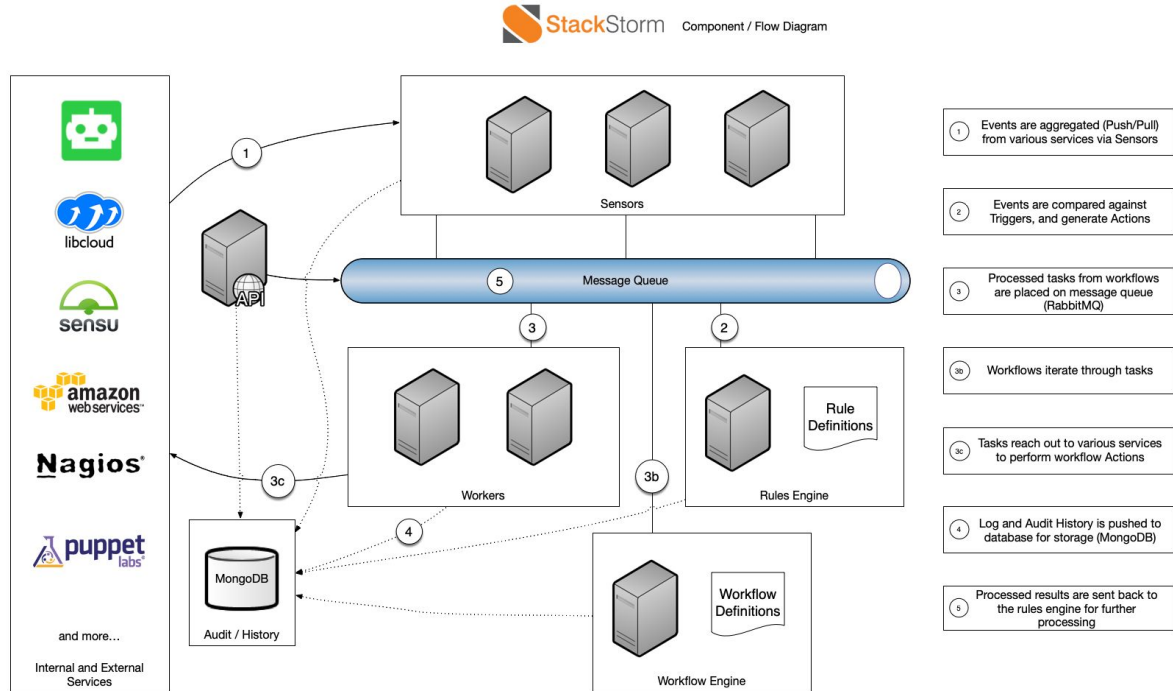 StackStorm Component / Flow Diagram
libcloud
sensu
amazon
webservices™
Nagios®
puppet
labs®
and more...
Internal and External
Services
1
API
Sensors
5
Message Queue
3
2
Workers
Rule
Definitions
Rules Engine
3c
3b
4
MongoDB
Audit / History
Workflow
Definitions
Workflow Engine
1
Events are aggregated (Push/Pull)
from various services via Sensors
2
Events are compared against
Triggers, and generate Actions
3
Processed tasks from workflows
are placed on message queue
(RabbitMQ)
3b
Workflows iterate through tasks
3c
Tasks reach out to various services
to perform workflow Actions
4
Log and Audit History is pushed to
database for storage (MongoDB)
5
Processed results are sent back to
the rules engine for further
processing